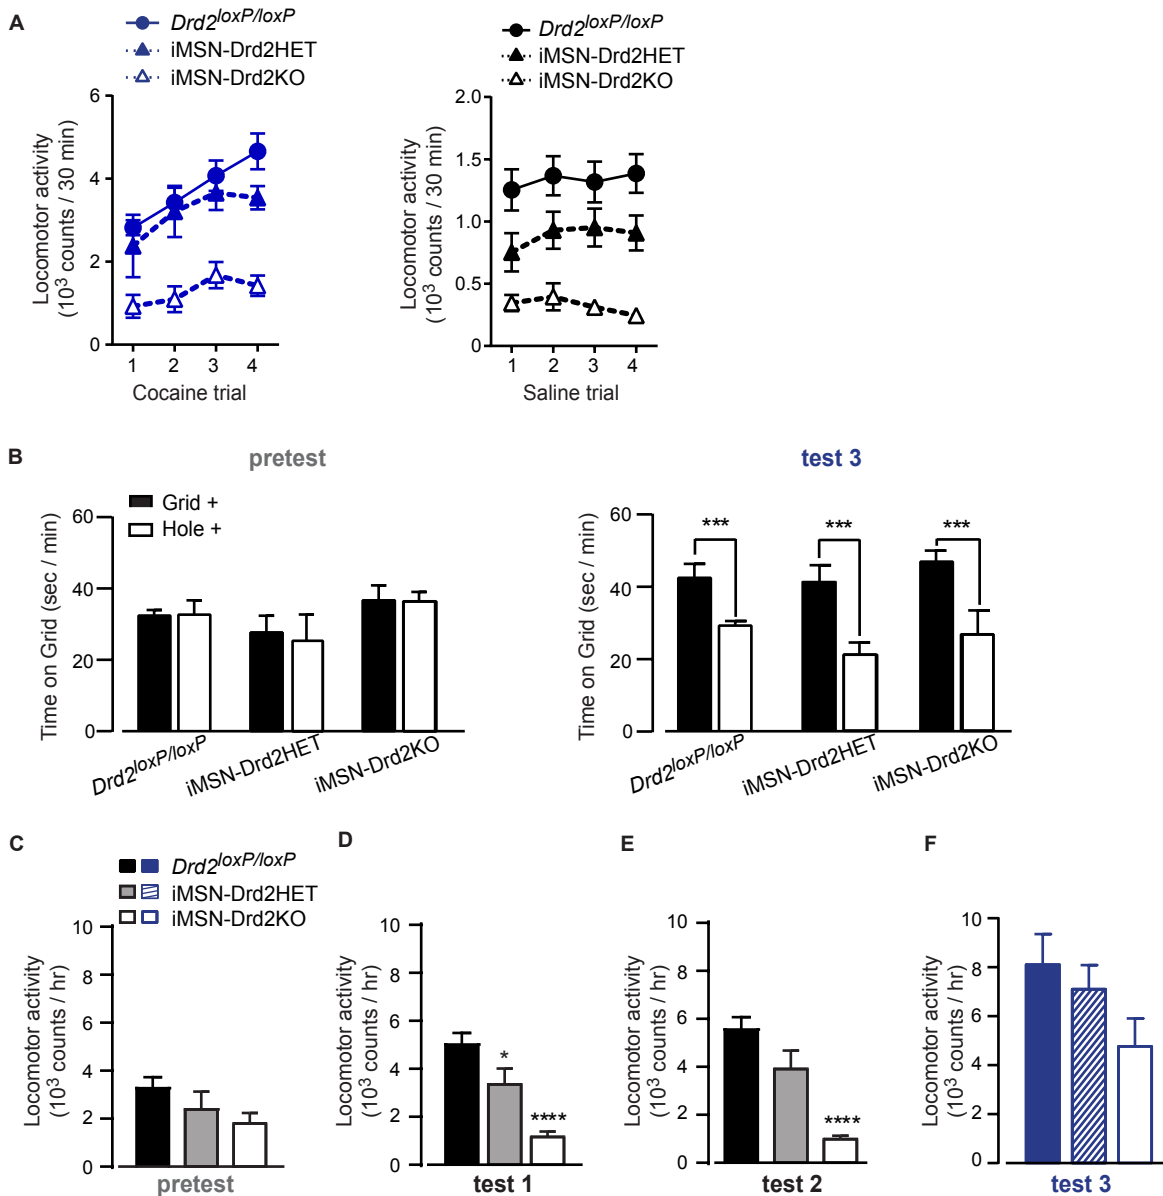 A
Drd2loxP/loxP
iMSN-Drd2HET
iMSN-Drd2KO
Locomotor activity
(10³ counts / 30 min)
6
4
2
0
1 2 3 4
Cocaine trial
Drd2loxP/loxP
iMSN-Drd2HET
iMSN-Drd2KO
Locomotor activity
(10³ counts / 30 min)
2.0
1.5
1.0
0.5
0
1 2 3 4
Saline trial
B
pretest
Grid +
Hole +
Time on Grid (sec / min)
60
40
20
0
Drd2loxP/loxP
iMSN-Drd2HET
iMSN-Drd2KO
test 3
Time on Grid (sec / min)
60
40
20
0
*** *** ***
Drd2loxP/loxP
iMSN-Drd2HET
iMSN-Drd2KO
C
Drd2loxP/loxP
iMSN-Drd2HET
iMSN-Drd2KO
Locomotor activity
(10³ counts / hr)
10
8
6
4
2
0
pretest
D
Locomotor activity
(10³ counts / hr)
10
8
6
4
2
0
*
****
test 1
E
Locomotor activity
(10³ counts / hr)
10
8
6
4
2
0
****
test 2
F
Locomotor activity
(10³ counts / hr)
10
8
6
4
2
0
test 3